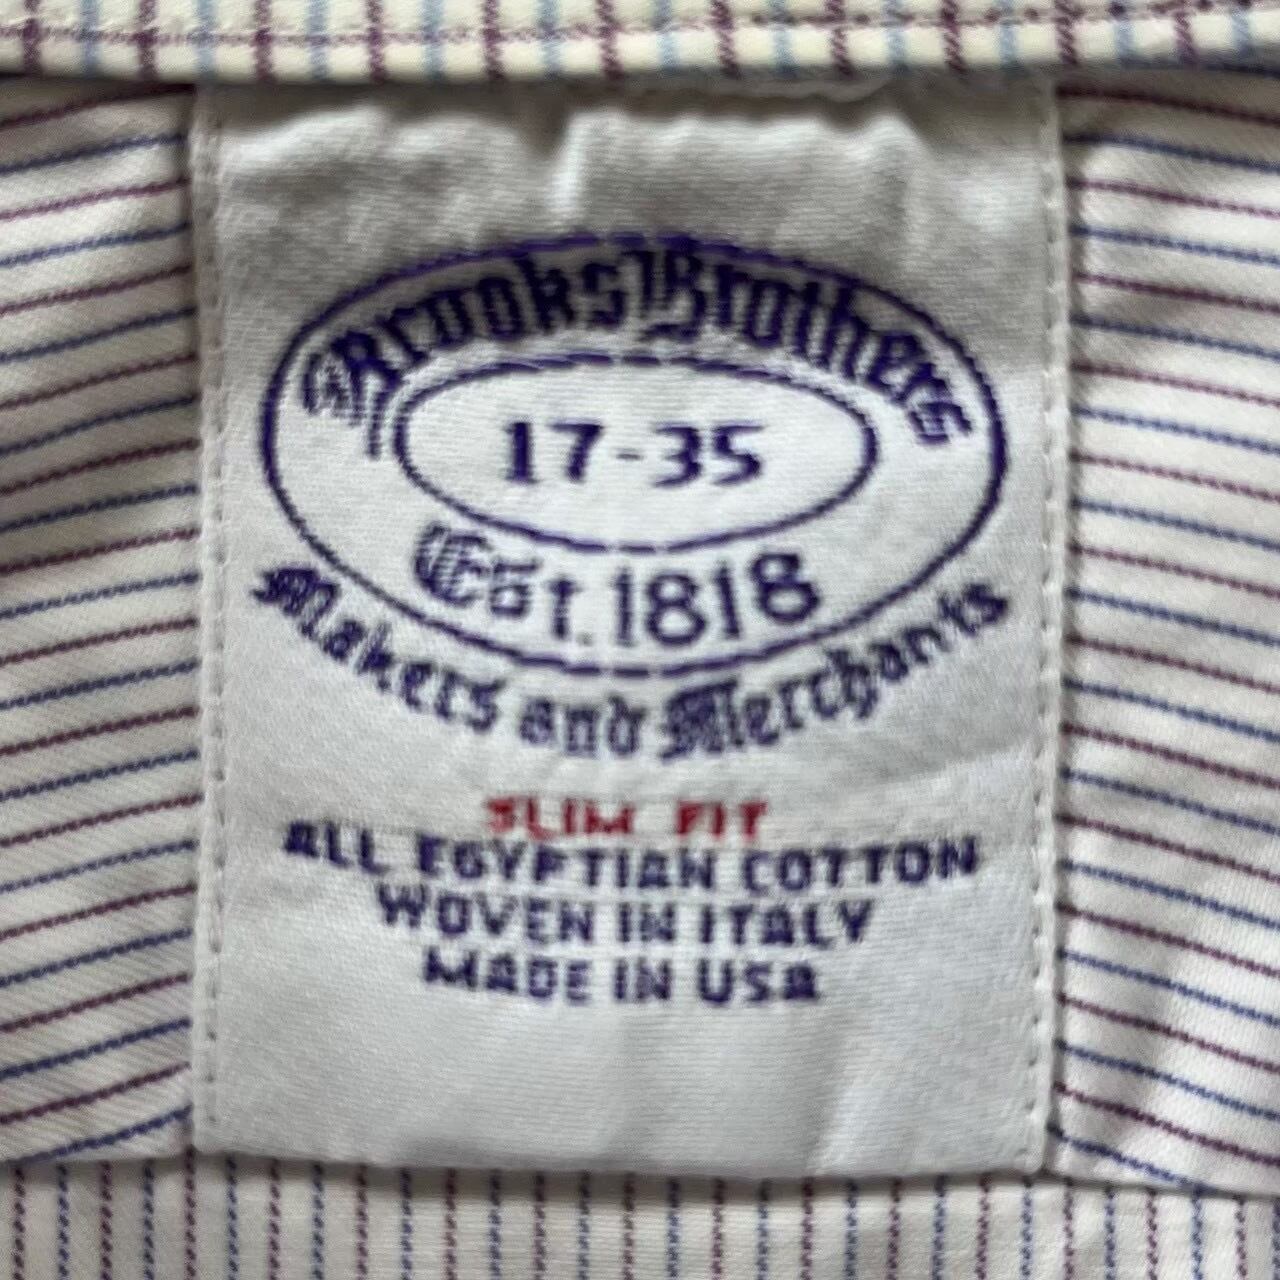 Brooks Brothers
17-35
Est. 1818
Makers and Merchants
SLIM FIT
ALL EGYPTIAN COTTON
WOVEN IN ITALY
MADE IN USA